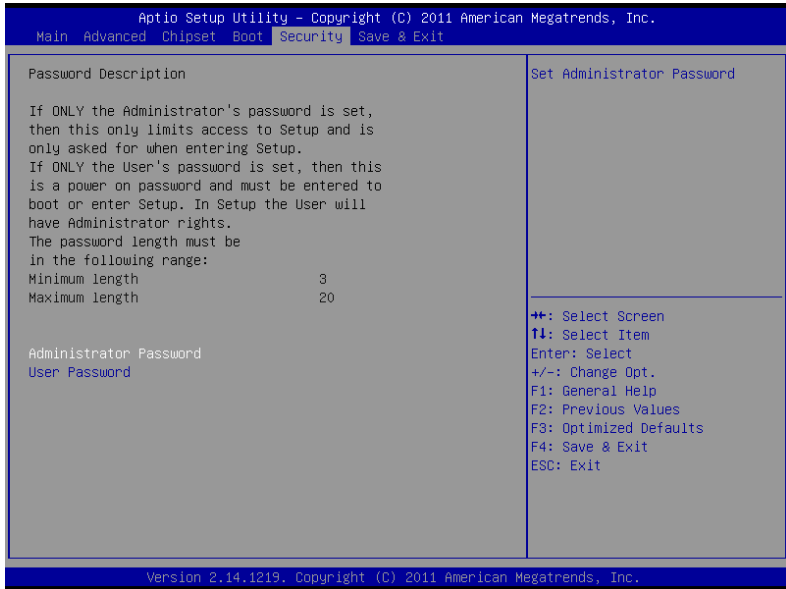 Aptio Setup Utility – Copyright (C) 2011 American Megatrends, Inc.
Main Advanced Chipset Boot Security Save & Exit
Password Description
If ONLY the Administrator's password is set,
then this only limits access to Setup and is
only asked for when entering Setup.
If ONLY the User's password is set, then this
is a power on password and must be entered to
boot or enter Setup. In Setup the User will
have Administrator rights.
The password length must be
in the following range:
Minimum length 3
Maximum length 20
Administrator Password
User Password
Set Administrator Password
→←: Select Screen
↑↓: Select Item
Enter: Select
+/-: Change Opt.
F1: General Help
F2: Previous Values
F3: Optimized Defaults
F4: Save & Exit
ESC: Exit
Version 2.14.1219. Copyright (C) 2011 American Megatrends, Inc.